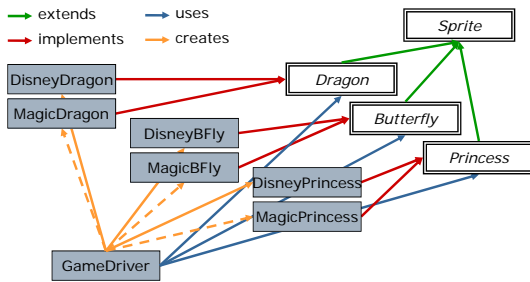 extends
uses
implements
creates
Sprite
DisneyDragon
Dragon
MagicDragon
DisneyBFly
Butterfly
MagicBFly
Princess
DisneyPrincess
MagicPrincess
GameDriver